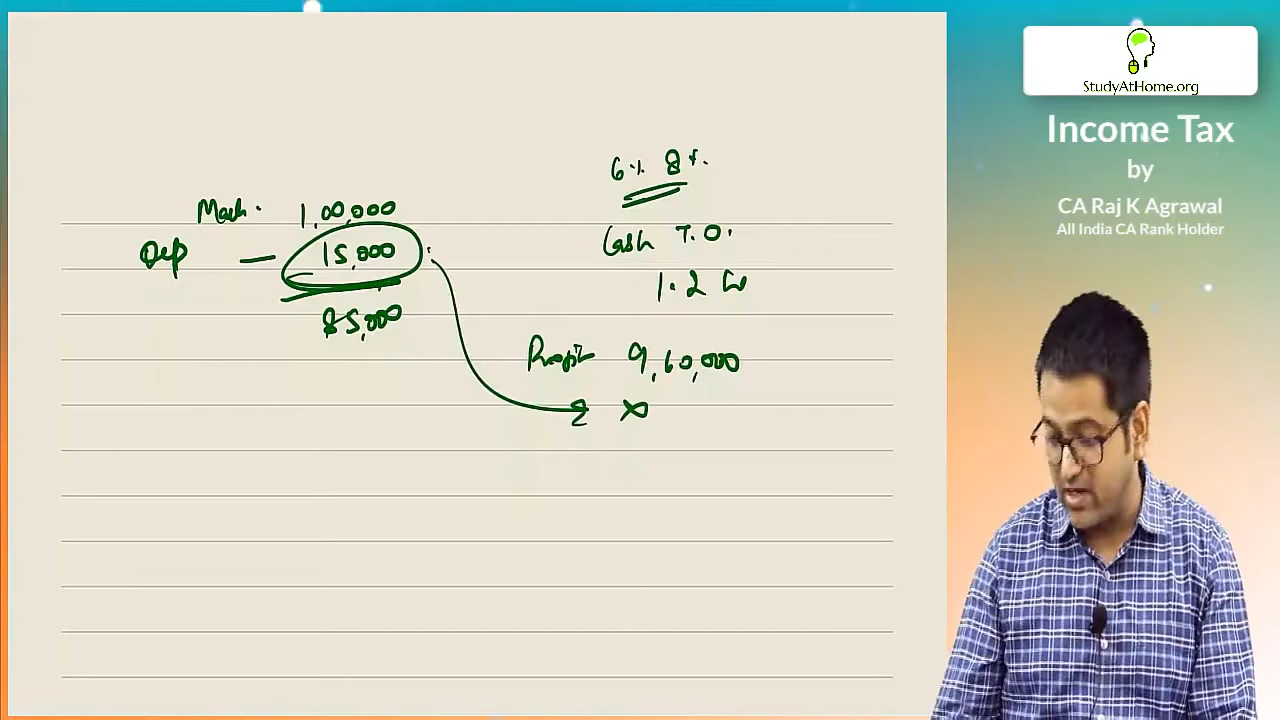 6% 8%.
Mach. 1,00,000
Dep — 15,000
85,000
Cash T.O.
1.2 Cr
Profit 9,60,000
StudyAtHome.org
Income Tax
by
CA Raj K Agrawal
All India CA Rank Holder